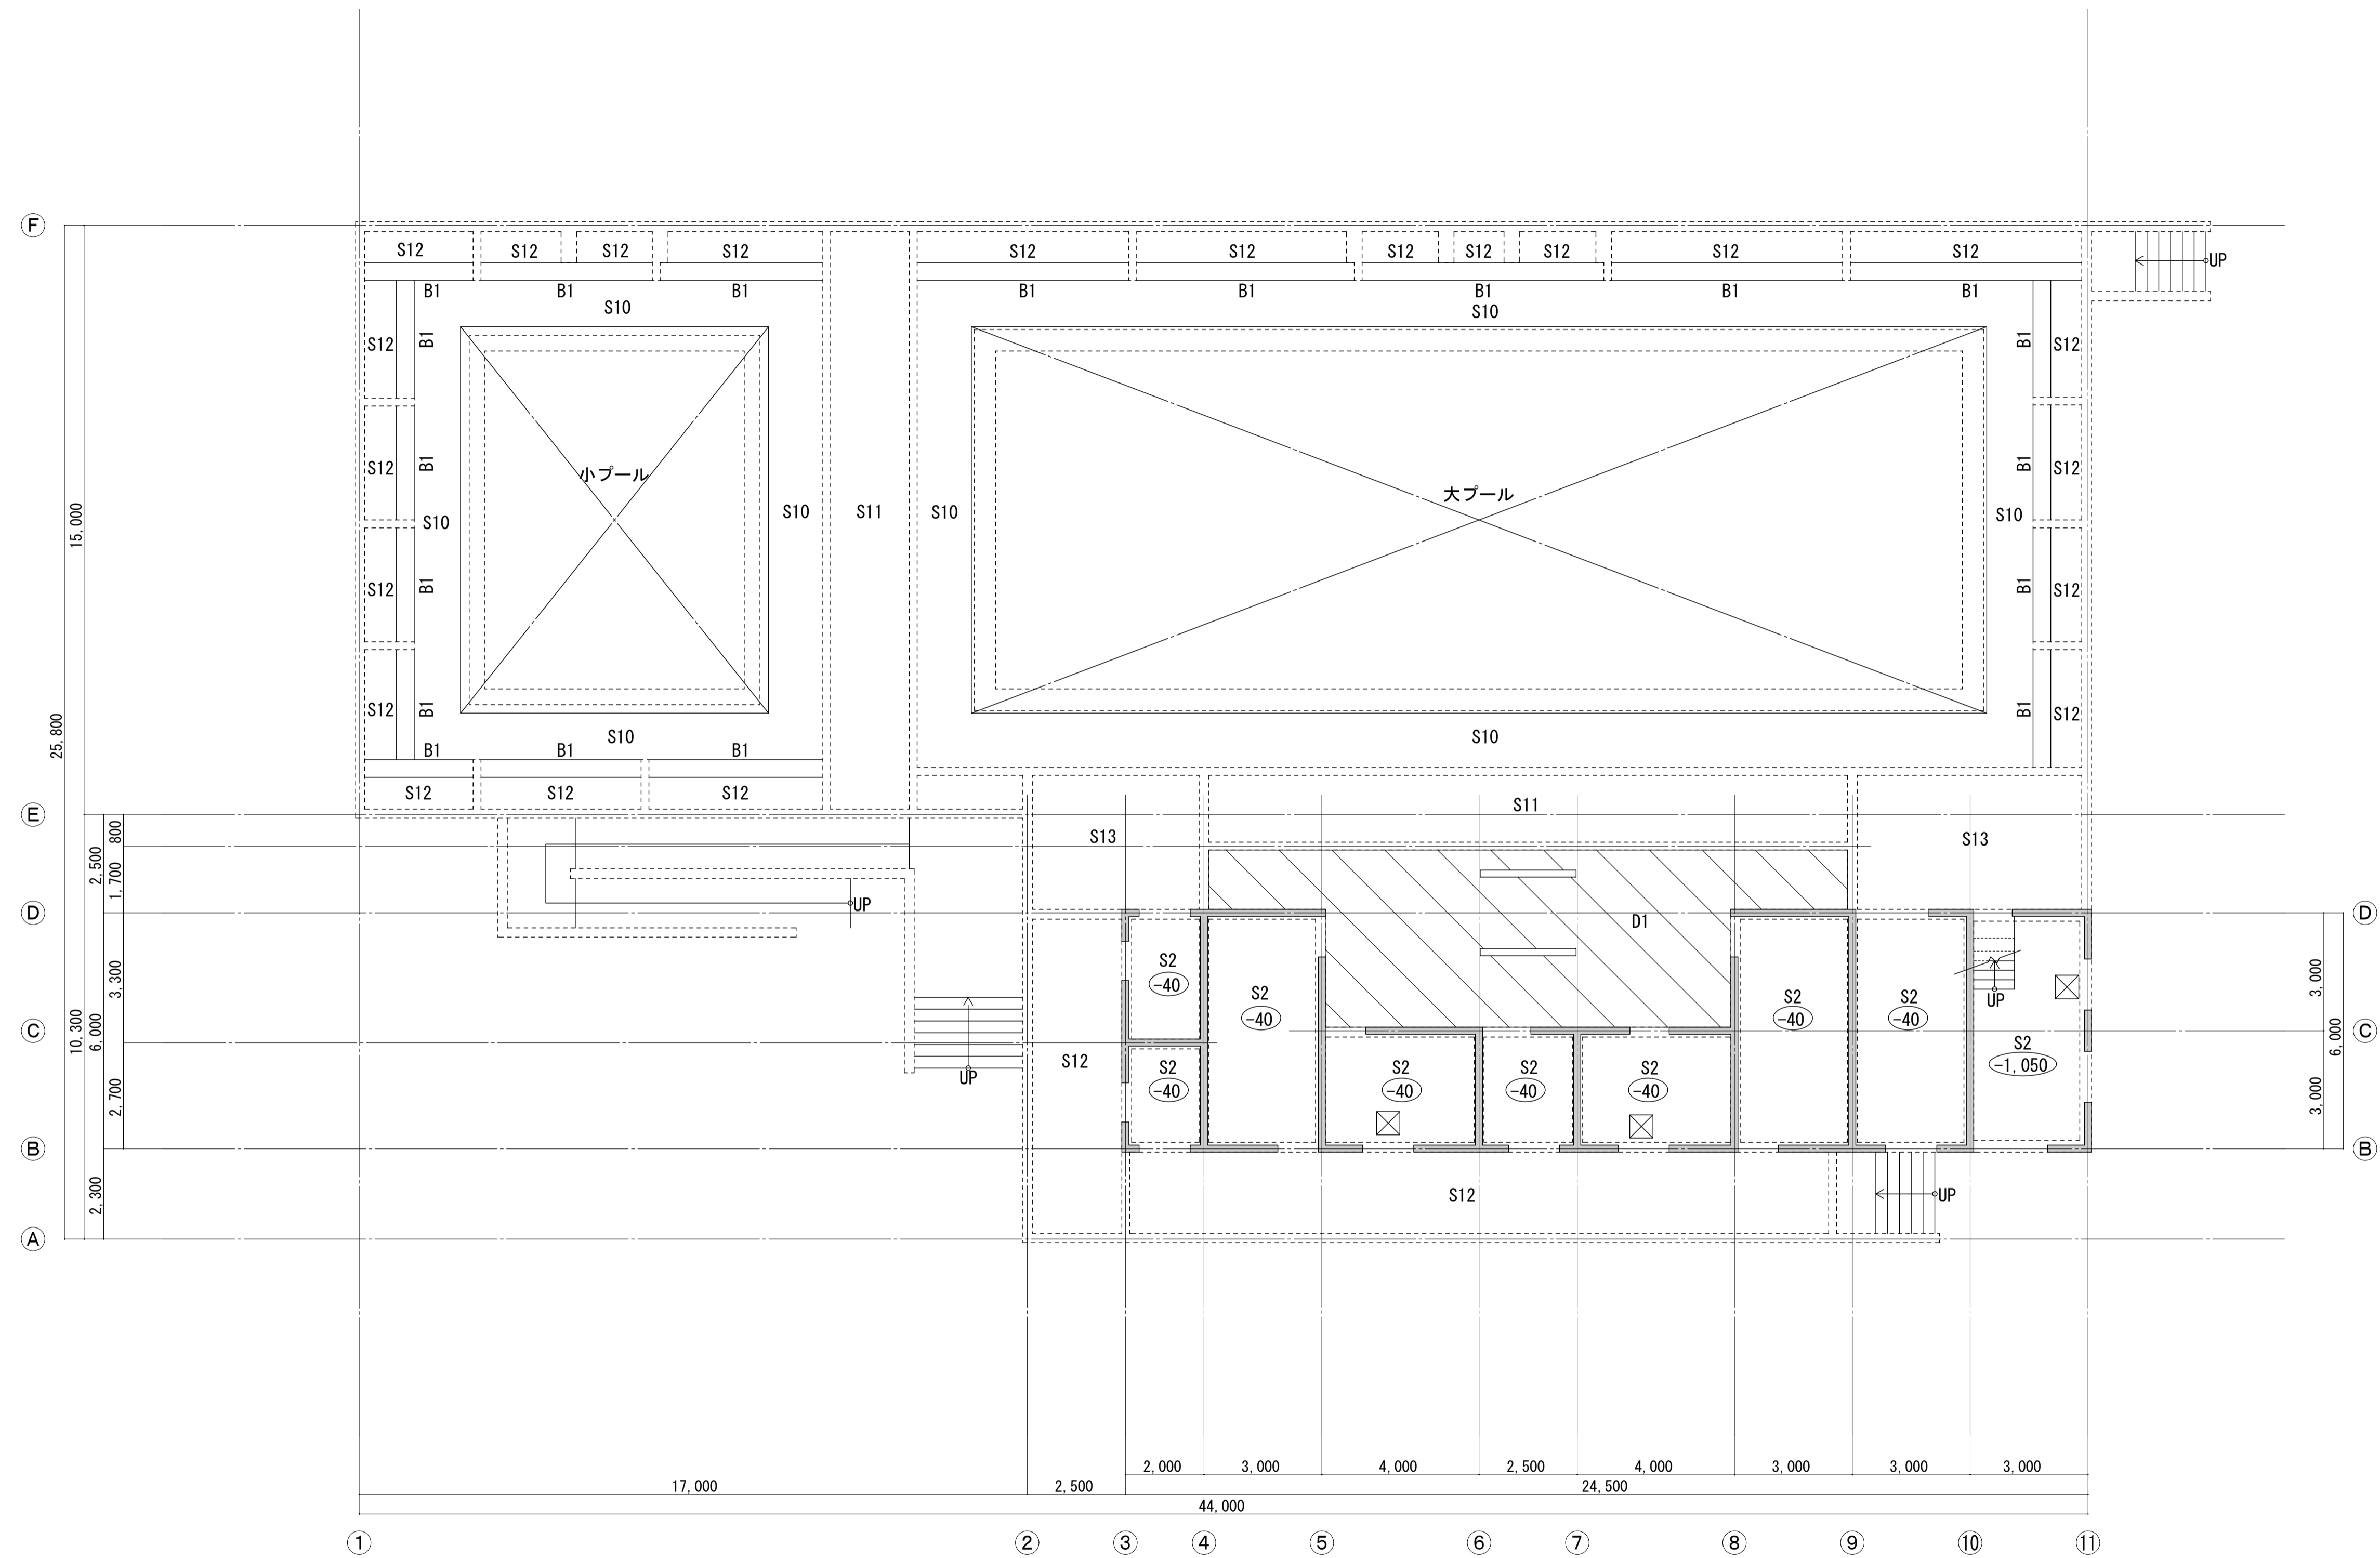 Ⓕ
S12 S12 S12 S12 S12 S12 S12 S12 S12 S12 S12
UP
B1 B1 B1 B1 B1 B1 B1 B1
S10 S10
S12 B1 B1 S12
小プール 大プール
S12 B1 B1 S12
15,000
S10 S10 S11 S10 S10
S12 B1 B1 S12
S12 B1 B1 S12
25,800
S10 S10
B1 B1 B1
S12 S12 S12
Ⓔ
S11
800
S13 S13
2,500
1,700
UP
Ⓓ D1 Ⓓ
S2 -40
3,300
3,000
S2 -40
S2 -40
S2 -40
UP
Ⓒ Ⓒ
10,300
6,000
6,000
S2 -1,050
S12
UP
S2 -40
S2 -40
S2 -40
S2 -40
2,700
3,000
Ⓑ Ⓑ
2,300
S12
UP
Ⓐ
2,000 3,000 4,000 2,500 4,000 3,000 3,000 3,000
17,000 2,500 24,500
44,000
① ② ③ ④ ⑤ ⑥ ⑦ ⑧ ⑨ ⑩ ⑪